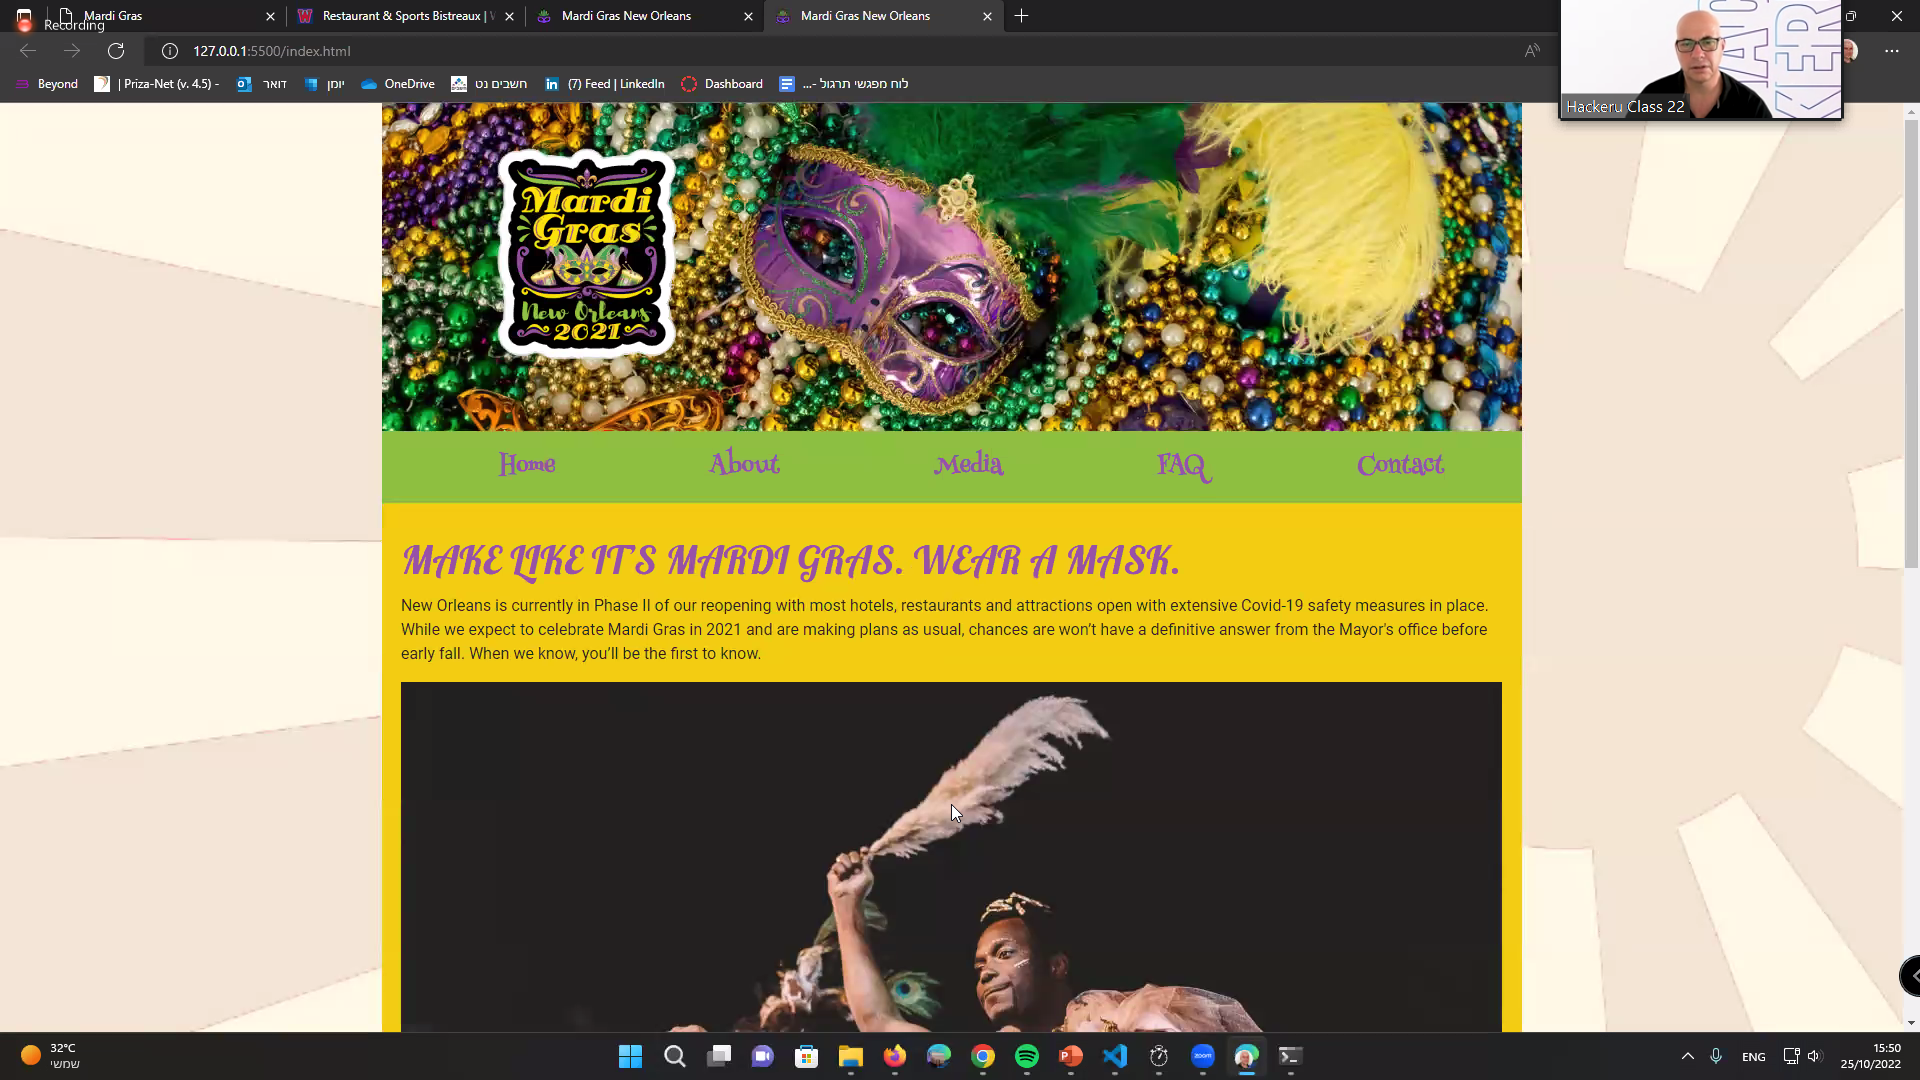 Recording
Mardi Gras
Restaurant & Sports Bistreaux |
Mardi Gras New Orleans
Mardi Gras New Orleans
127.0.0.1:5500/index.html
Beyond
| Priza-Net (v. 4.5) -
דואר
יומן
OneDrive
חשבים נט
(7) Feed | LinkedIn
Dashboard
לוח מפגשי תרגול -...
Hackeru Class 22
Mardi
Gras
New Orleans
2021
Home
About
Media
FAQ
Contact
MAKE LIKE IT'S MARDI GRAS. WEAR A MASK.
New Orleans is currently in Phase II of our reopening with most hotels, restaurants and attractions open with extensive Covid-19 safety measures in place.
While we expect to celebrate Mardi Gras in 2021 and are making plans as usual, chances are won’t have a definitive answer from the Mayor's office before
early fall. When we know, you’ll be the first to know.
32°C
שמשי
zoom
ENG
15:50
25/10/2022